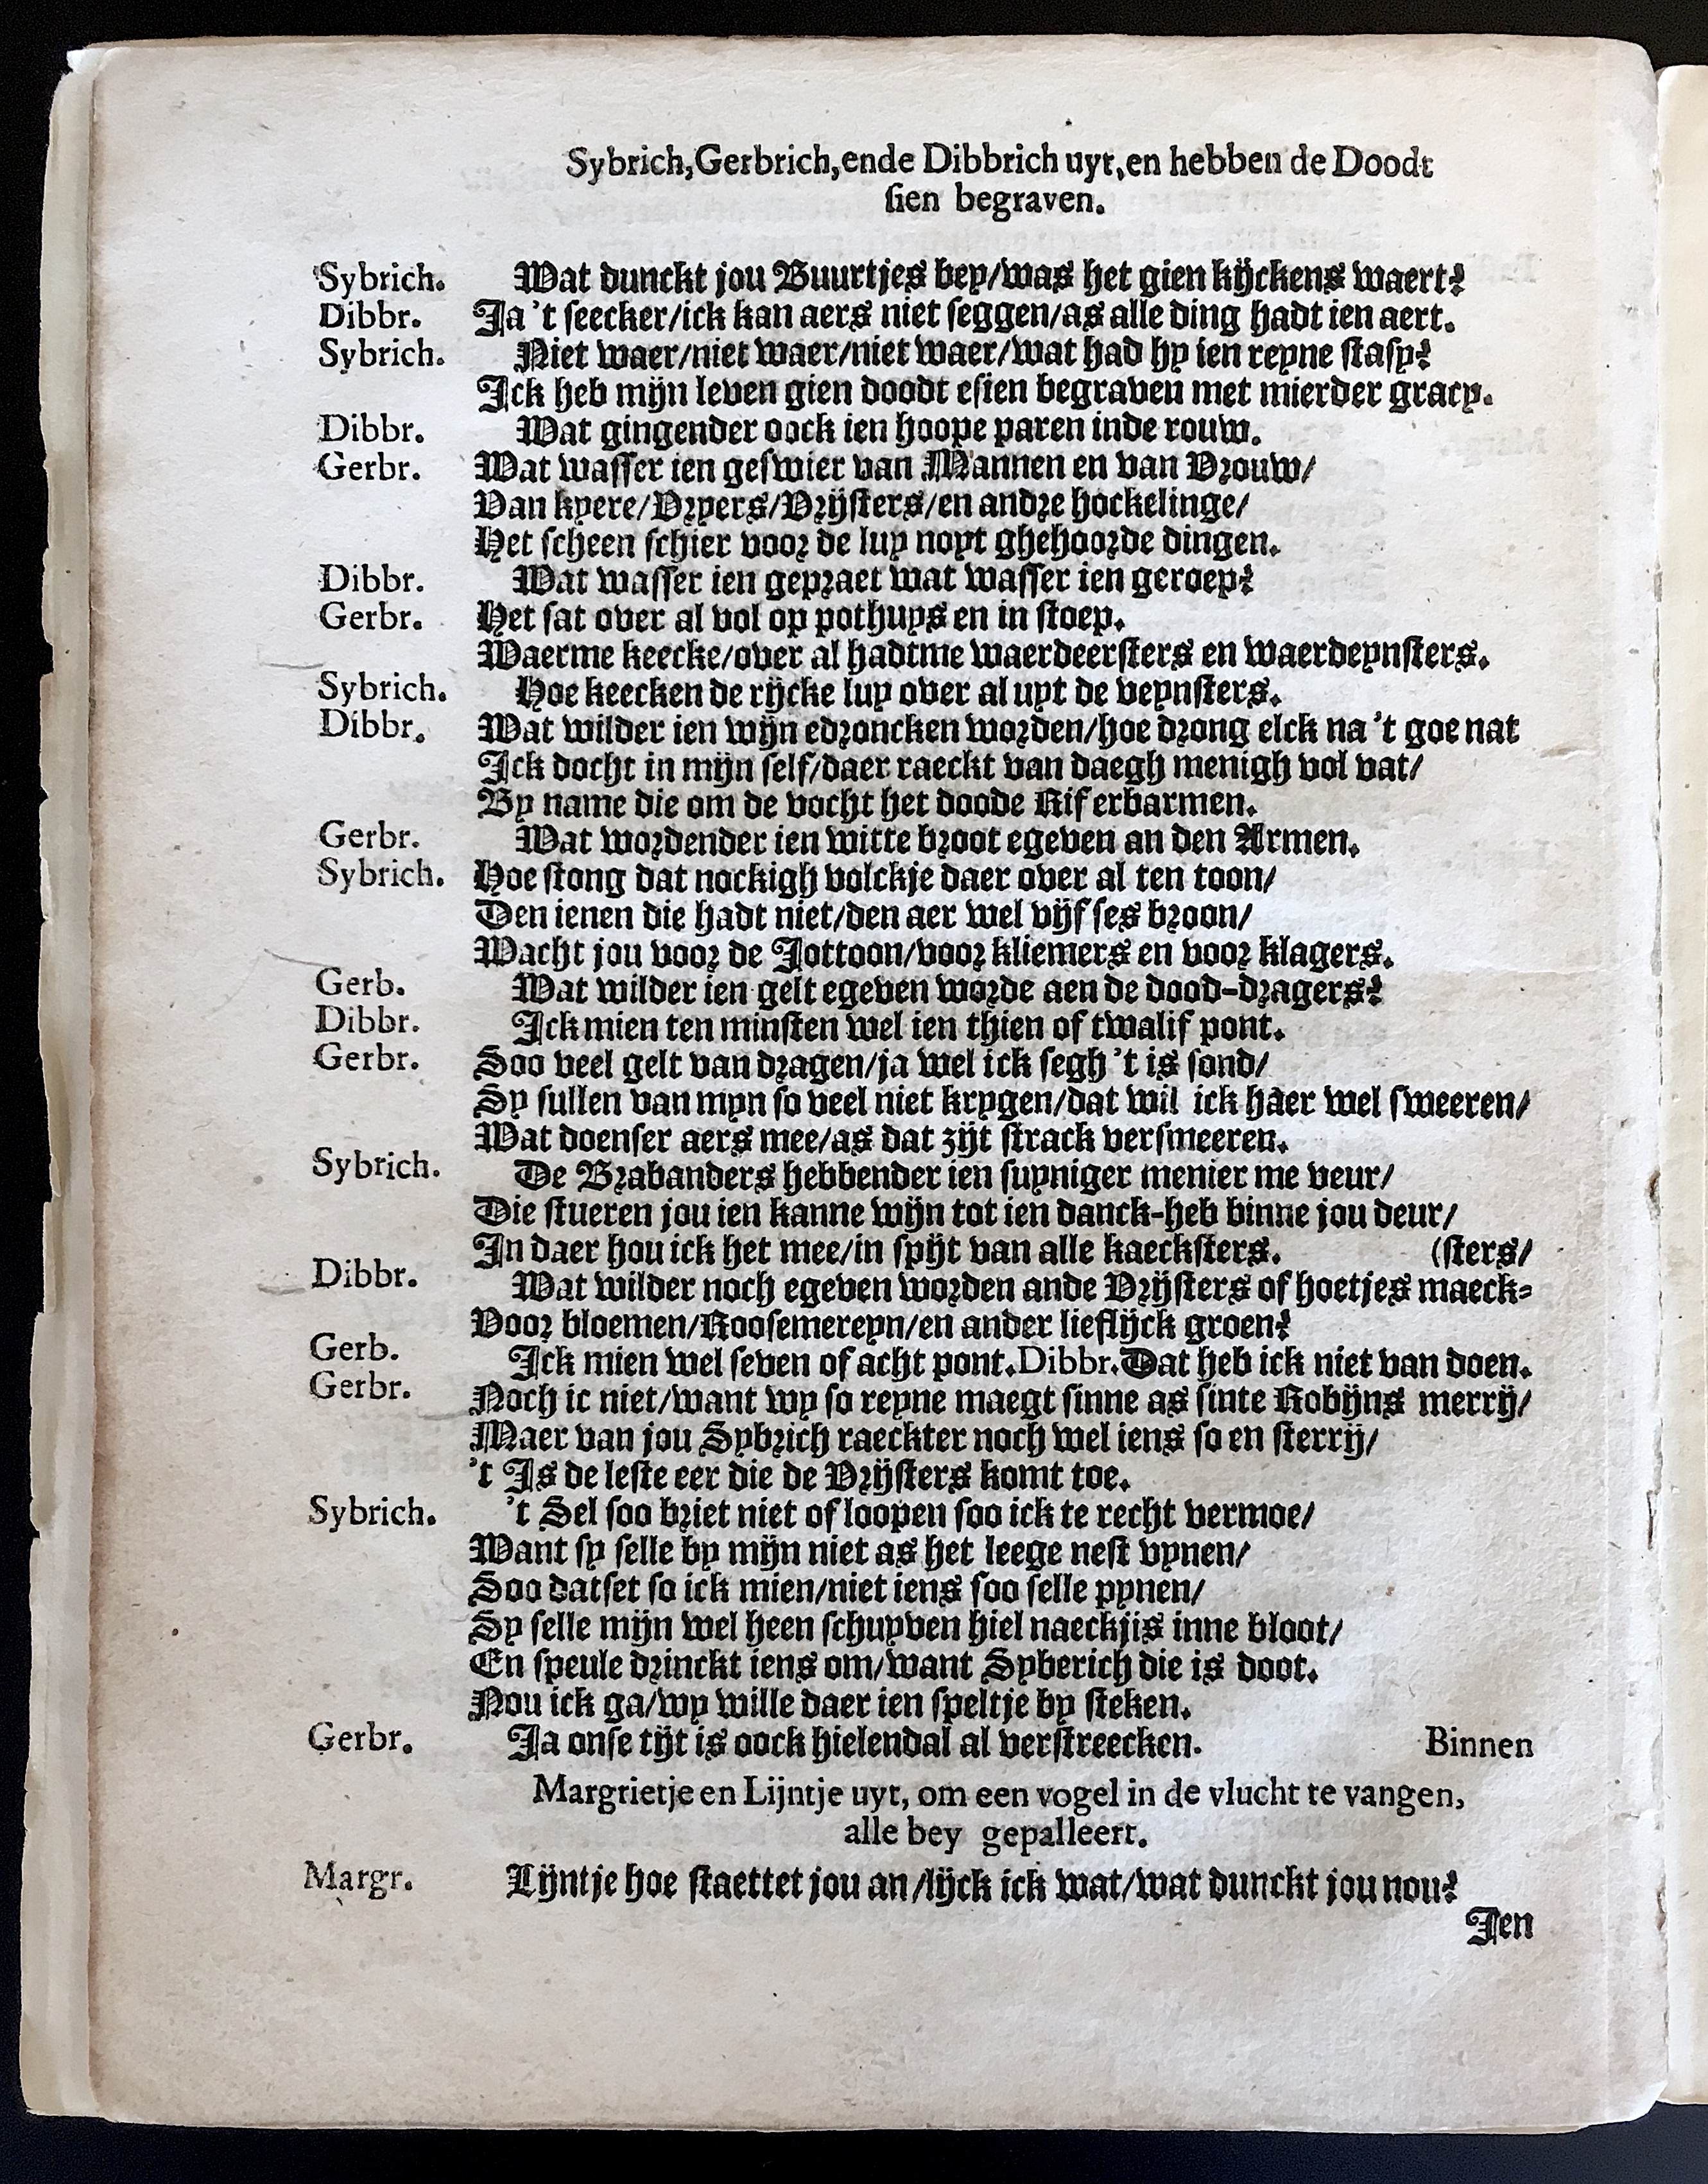 Sybrich, Gerbrich, ende Dibbrich uyt, en hebben de Doodt
sien begraven.
Sybrich. Wat dunckt jou Buurtjes bey/was het gien kijckens waert?
Dibbr. Ja 't seecker/ick kan aers niet seggen/as alle ding hadt ien aert.
Sybrich. Niet waer/niet waer/niet waer/wat had hy ien reyne stasy?
Ick heb mijn leven gien doodt esien begraven met mierder gracy.
Dibbr. Wat gingender oock ien hoope paren inde rouw.
Gerbr. Wat wasser ien geswier van Mannen en van Vrouw/
Van kyere/Vryers/Vrijsters/en andre hockelinge/
Het scheen schier voor de luy noyt ghehoorde dingen.
Dibbr. Wat wasser ien gepraet wat wasser ien geroep?
Gerbr. Het sat over al vol op pothuys en in stoep.
Waerme keecke/over al hadtme waerdeersters en waerdeynsters.
Sybrich. Hoe keecken de rijcke luy over al uyt de veynsters.
Dibbr. Wat wilder ien wijn edroncken worden/hoe drong elck na 't goe nat
Ick docht in mijn self/daer raeckt van daegh menigh vol vat/
By name die om de vocht het doode Rif erbarmen.
Gerbr. Wat wordender ien witte broot egeven an den Armen.
Sybrich. Hoe stong dat nockigh volckje daer over al ten toon/
Den ienen die hadt niet/den aer wel vijf ses broon/
Wacht jou voor de Jottoon/voor kliemers en voor klagers.
Gerb. Wat wilder ien gelt egeven worde aen de dood-dragers?
Dibbr. Ick mien ten minsten wel ien thien of twalif pont.
Gerbr. Soo veel gelt van dragen/ja wel ick segh 't is sond/
Sy sullen van myn so veel niet krygen/dat wil ick haer wel sweeren/
Wat doenser aers mee/as dat zijt strack versmeeren.
Sybrich. De Brabanders hebbender ien suyniger menier me veur/
Die stueren jou ien kanne wijn tot ien danck-heb binne jou deur/
In daer hou ick het mee/in spijt van alle kaecksters. (sters/
Dibbr. Wat wilder noch egeven worden ande Vrijsters of hoetjes maeck-
Voor bloemen/Roosemereyn/en ander lieflijck groen?
Gerb. Ick mien wel seven of acht pont. Dibbr. Dat heb ick niet van doen.
Gerbr. Noch ic niet/want wy so reyne maegt sinne as sinte Robijns merrij/
Maer van jou Sybrich raeckter noch wel iens so en sterrij/
't Is de leste eer die de Vrijsters komt toe.
Sybrich. 't Sel soo briet niet of loopen soo ick te recht vermoe/
Want sy selle by mijn niet as het leege nest vynen/
Soo datset so ick mien/niet iens soo selle pynen/
Sy selle mijn wel heen schuyven hiel naeckjis inne bloot/
En speule drinckt iens om/want Syberich die is doot.
Nou ick ga/wy wille daer ien speltje by steken.
Gerbr. Ja onse tijt is oock hielendal al verstreecken. Binnen
Margrietje en Lijntje uyt, om een vogel in de vlucht te vangen,
alle bey gepalleert.
Margr. Lijntje hoe staettet jou an/lijck ick wat/wat dunckt jou nou?
Ien